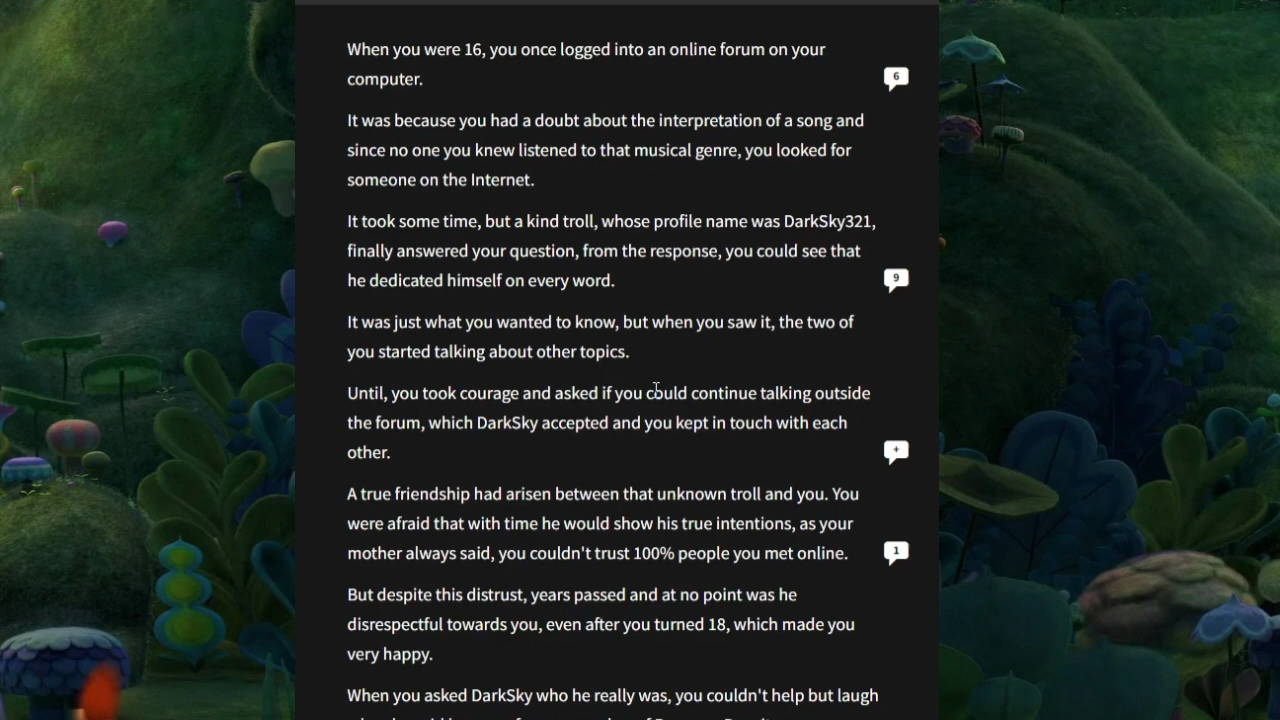 When you were 16, you once logged into an online forum on your
computer.
6
It was because you had a doubt about the interpretation of a song and
since no one you knew listened to that musical genre, you looked for
someone on the Internet.
It took some time, but a kind troll, whose profile name was DarkSky321,
finally answered your question, from the response, you could see that
he dedicated himself on every word.
9
It was just what you wanted to know, but when you saw it, the two of
you started talking about other topics.
Until, you took courage and asked if you could continue talking outside
the forum, which DarkSky accepted and you kept in touch with each
other.
+
A true friendship had arisen between that unknown troll and you. You
were afraid that with time he would show his true intentions, as your
mother always said, you couldn't trust 100% people you met online.
1
But despite this distrust, years passed and at no point was he
disrespectful towards you, even after you turned 18, which made you
very happy.
When you asked DarkSky who he really was, you couldn't help but laugh